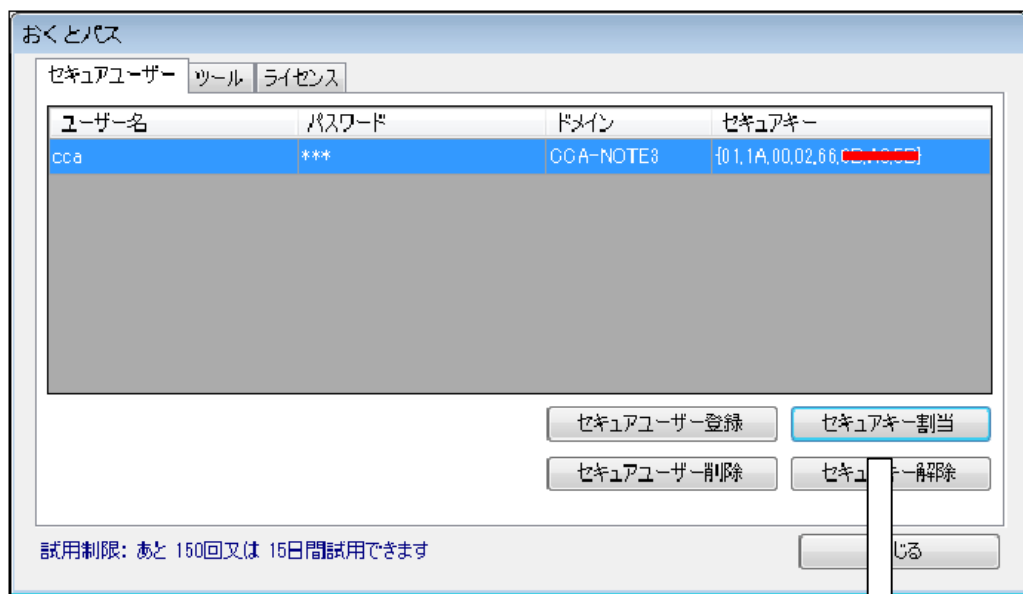 おくとパス
セキュアユーザー ツール ライセンス
ユーザー名 パスワード ドメイン セキュアキー
cca *** CCA-NOTE3 {01,1A,00,02,66,
セキュアユーザー登録 セキュアキー割当
セキュアユーザー削除 セキュ キー解除
試用制限: あと 150回又は 15日間試用できます じる